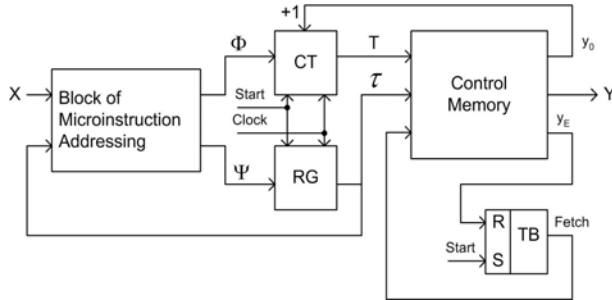 +1
Φ
CT
T
y0
X
Block of
Microinstruction
Addressing
Start
Clock
τ
Control
Memory
Y
yE
Ψ
RG
R
S
TB
Fetch
Start